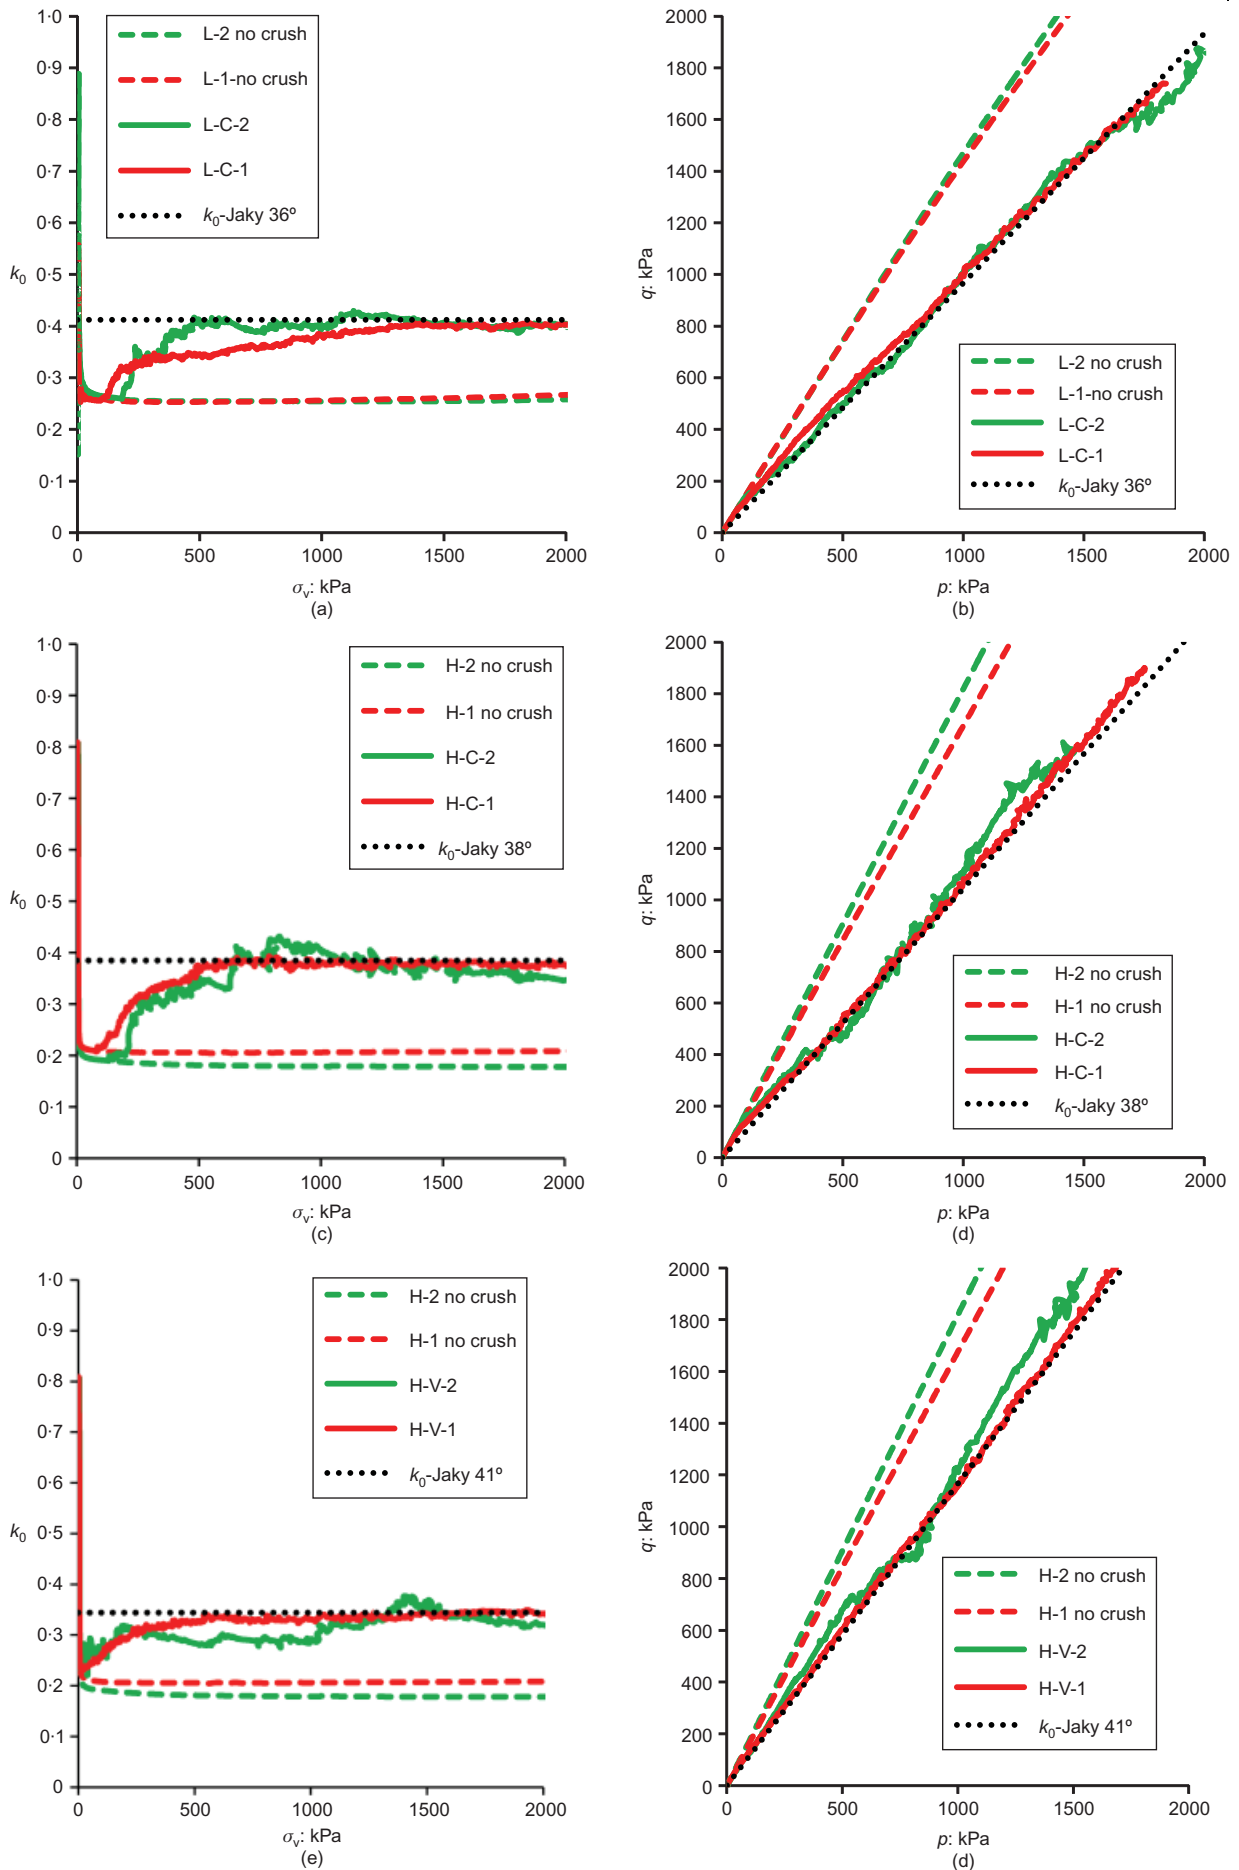 1·0
0·9
0·8
0·7
0·6
0·5
0·4
0·3
0·2
0·1
0
k0
L-2 no crush
L-1-no crush
L-C-2
L-C-1
k0-Jaky 36º
0 500 1000 1500 2000
σv: kPa
(a)
2000
1800
1600
1400
1200
1000
800
600
400
200
0
q: kPa
L-2 no crush
L-1-no crush
L-C-2
L-C-1
k0-Jaky 36º
0 500 1000 1500 2000
p: kPa
(b)
1·0
0·9
0·8
0·7
0·6
0·5
0·4
0·3
0·2
0·1
0
k0
H-2 no crush
H-1 no crush
H-C-2
H-C-1
k0-Jaky 38º
0 500 1000 1500 2000
σv: kPa
(c)
2000
1800
1600
1400
1200
1000
800
600
400
200
0
q: kPa
H-2 no crush
H-1 no crush
H-C-2
H-C-1
k0-Jaky 38º
0 500 1000 1500 2000
p: kPa
(d)
1·0
0·9
0·8
0·7
0·6
0·5
0·4
0·3
0·2
0·1
0
k0
H-2 no crush
H-1 no crush
H-V-2
H-V-1
k0-Jaky 41º
0 500 1000 1500 2000
σv: kPa
(e)
2000
1800
1600
1400
1200
1000
800
600
400
200
0
q: kPa
H-2 no crush
H-1 no crush
H-V-2
H-V-1
k0-Jaky 41º
0 500 1000 1500 2000
p: kPa
(d)